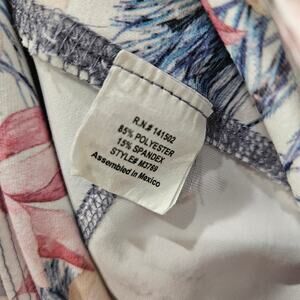 R.N.# 141502
85% POLYESTER
15% SPANDEX
STYLE# M3769
Assembled in Mexico